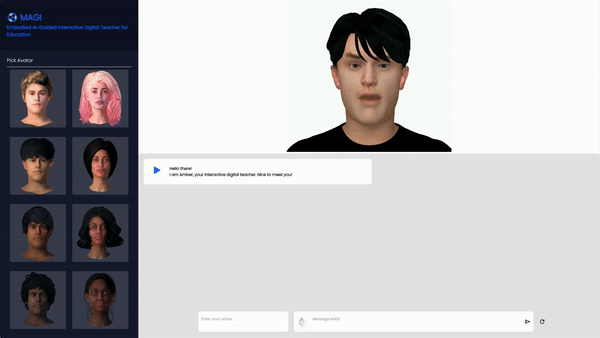 MAGI
Embodied AI-Guided Interactive Digital Teacher for
Education
Pick Avatar
Hello there!
I am Amber, your interactive digital teacher. Nice to meet you!
Enter your name...
Message MAGI